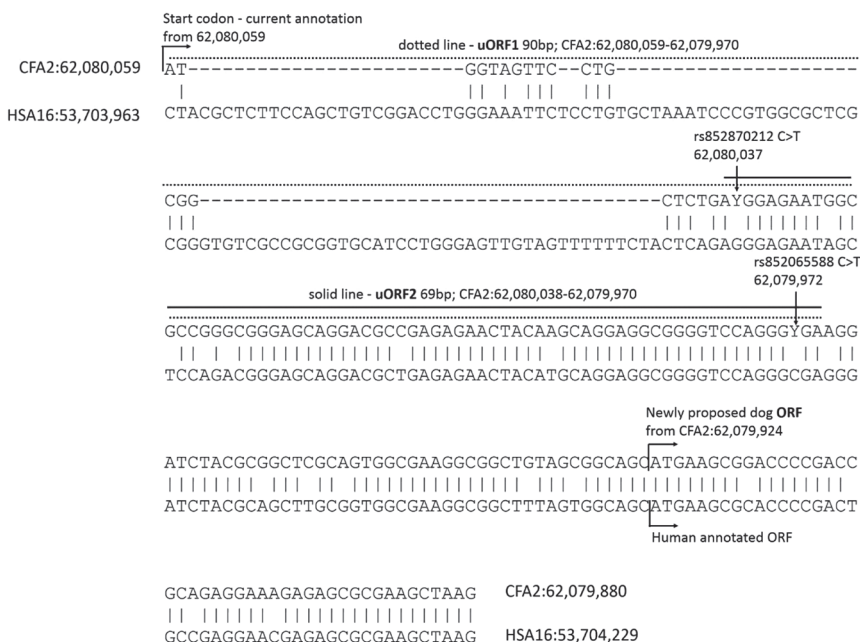 Start codon - current annotation
from 62,080,059
dotted line - uORF1 90bp; CFA2:62,080,059-62,079,970
CFA2:62,080,059 AT----------------------------GGTAGTTC--CTG------------------------
HSA16:53,703,963 CTACGCTCTTCCAGCTGTCGGACCTGGGAAATTCTCCTGTGCTAAATCCCGTGGCGCTCG
rs852870212 C>T
62,080,037
CGG----------------------------------------------CTCTGAYGGAGAATGGC
CGGGTGTCGCCGCGGTGCATCCTGGGAGTTGTAGTTTTTTCTACTCAGAGGGAGAATAGC
rs852065588 C>T
62,079,972
solid line - uORF2 69bp; CFA2:62,080,038-62,079,970
GCCGGGCGGGAGCAGGACGCCGAGAGAACTACAAGCAGGAGGCGGGGTCCAGGGYGAAGG
TCCAGACGGGAGCAGGACGCTGAGAGAACTACATGCAGGAGGCGGGGTCCAGGGCGAGGG
Newly proposed dog ORF
from CFA2:62,079,924
ATCTACGCGGCTCGCAGTGGCGAAGGCGGCTGTAGCGGCAGCATGAAGCGGACCCCGACC
ATCTACGCAGCTTGCGGTGGCGAAGGCGGCTTTAGTGGCAGCATGAAGCGCACCCCGACT
Human annotated ORF
GCAGAGGAAAGAGAGCGCGAAGCTAAG CFA2:62,079,880
GCCGAGGAACGAGAGCGCGAAGCTAAG HSA16:53,704,229